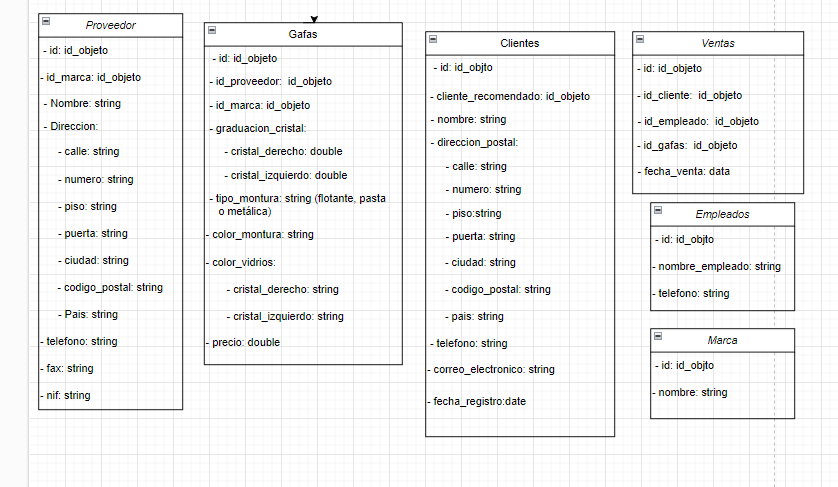 Proveedor
- id: id_objeto
- id_marca: id_objeto
- Nombre: string
- Direccion:
- calle: string
- numero: string
- piso: string
- puerta: string
- ciudad: string
- codigo_postal: string
- Pais: string
- telefono: string
- fax: string
- nif: string
Gafas
- id: id_objeto
- id_proveedor: id_objeto
- id_marca: id_objeto
- graduacion_cristal:
- cristal_derecho: double
- cristal_izquierdo: double
- tipo_montura: string (flotante, pasta
o metálica)
- color_montura: string
- color_vidrios:
- cristal_derecho: string
- cristal_izquierdo: string
- precio: double
Clientes
- id: id_objto
- cliente_recomendado: id_objeto
- nombre: string
- direccion_postal:
- calle: string
- numero: string
- piso:string
- puerta: string
- ciudad: string
- codigo_postal: string
- pais: string
- telefono: string
- correo_electronico: string
- fecha_registro:date
Ventas
- id: id_objeto
- id_cliente: id_objeto
- id_empleado: id_objeto
- id_gafas: id_objeto
- fecha_venta: data
Empleados
- id: id_objto
- nombre_empleado: string
- telefono: string
Marca
- id: id_objto
- nombre: string